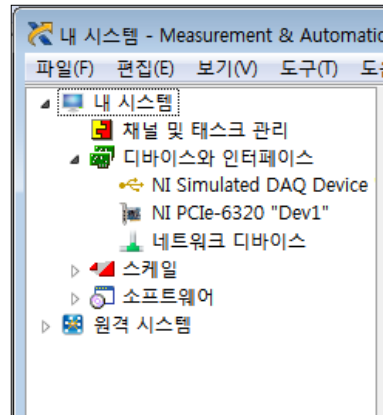 내 시스템 - Measurement & Automatic
파일(F) 편집(E) 보기(V) 도구(T)
내 시스템
채널 및 태스크 관리
디바이스와 인터페이스
NI Simulated DAQ Device
NI PCIe-6320 "Dev1"
네트워크 디바이스
스케일
소프트웨어
원격 시스템